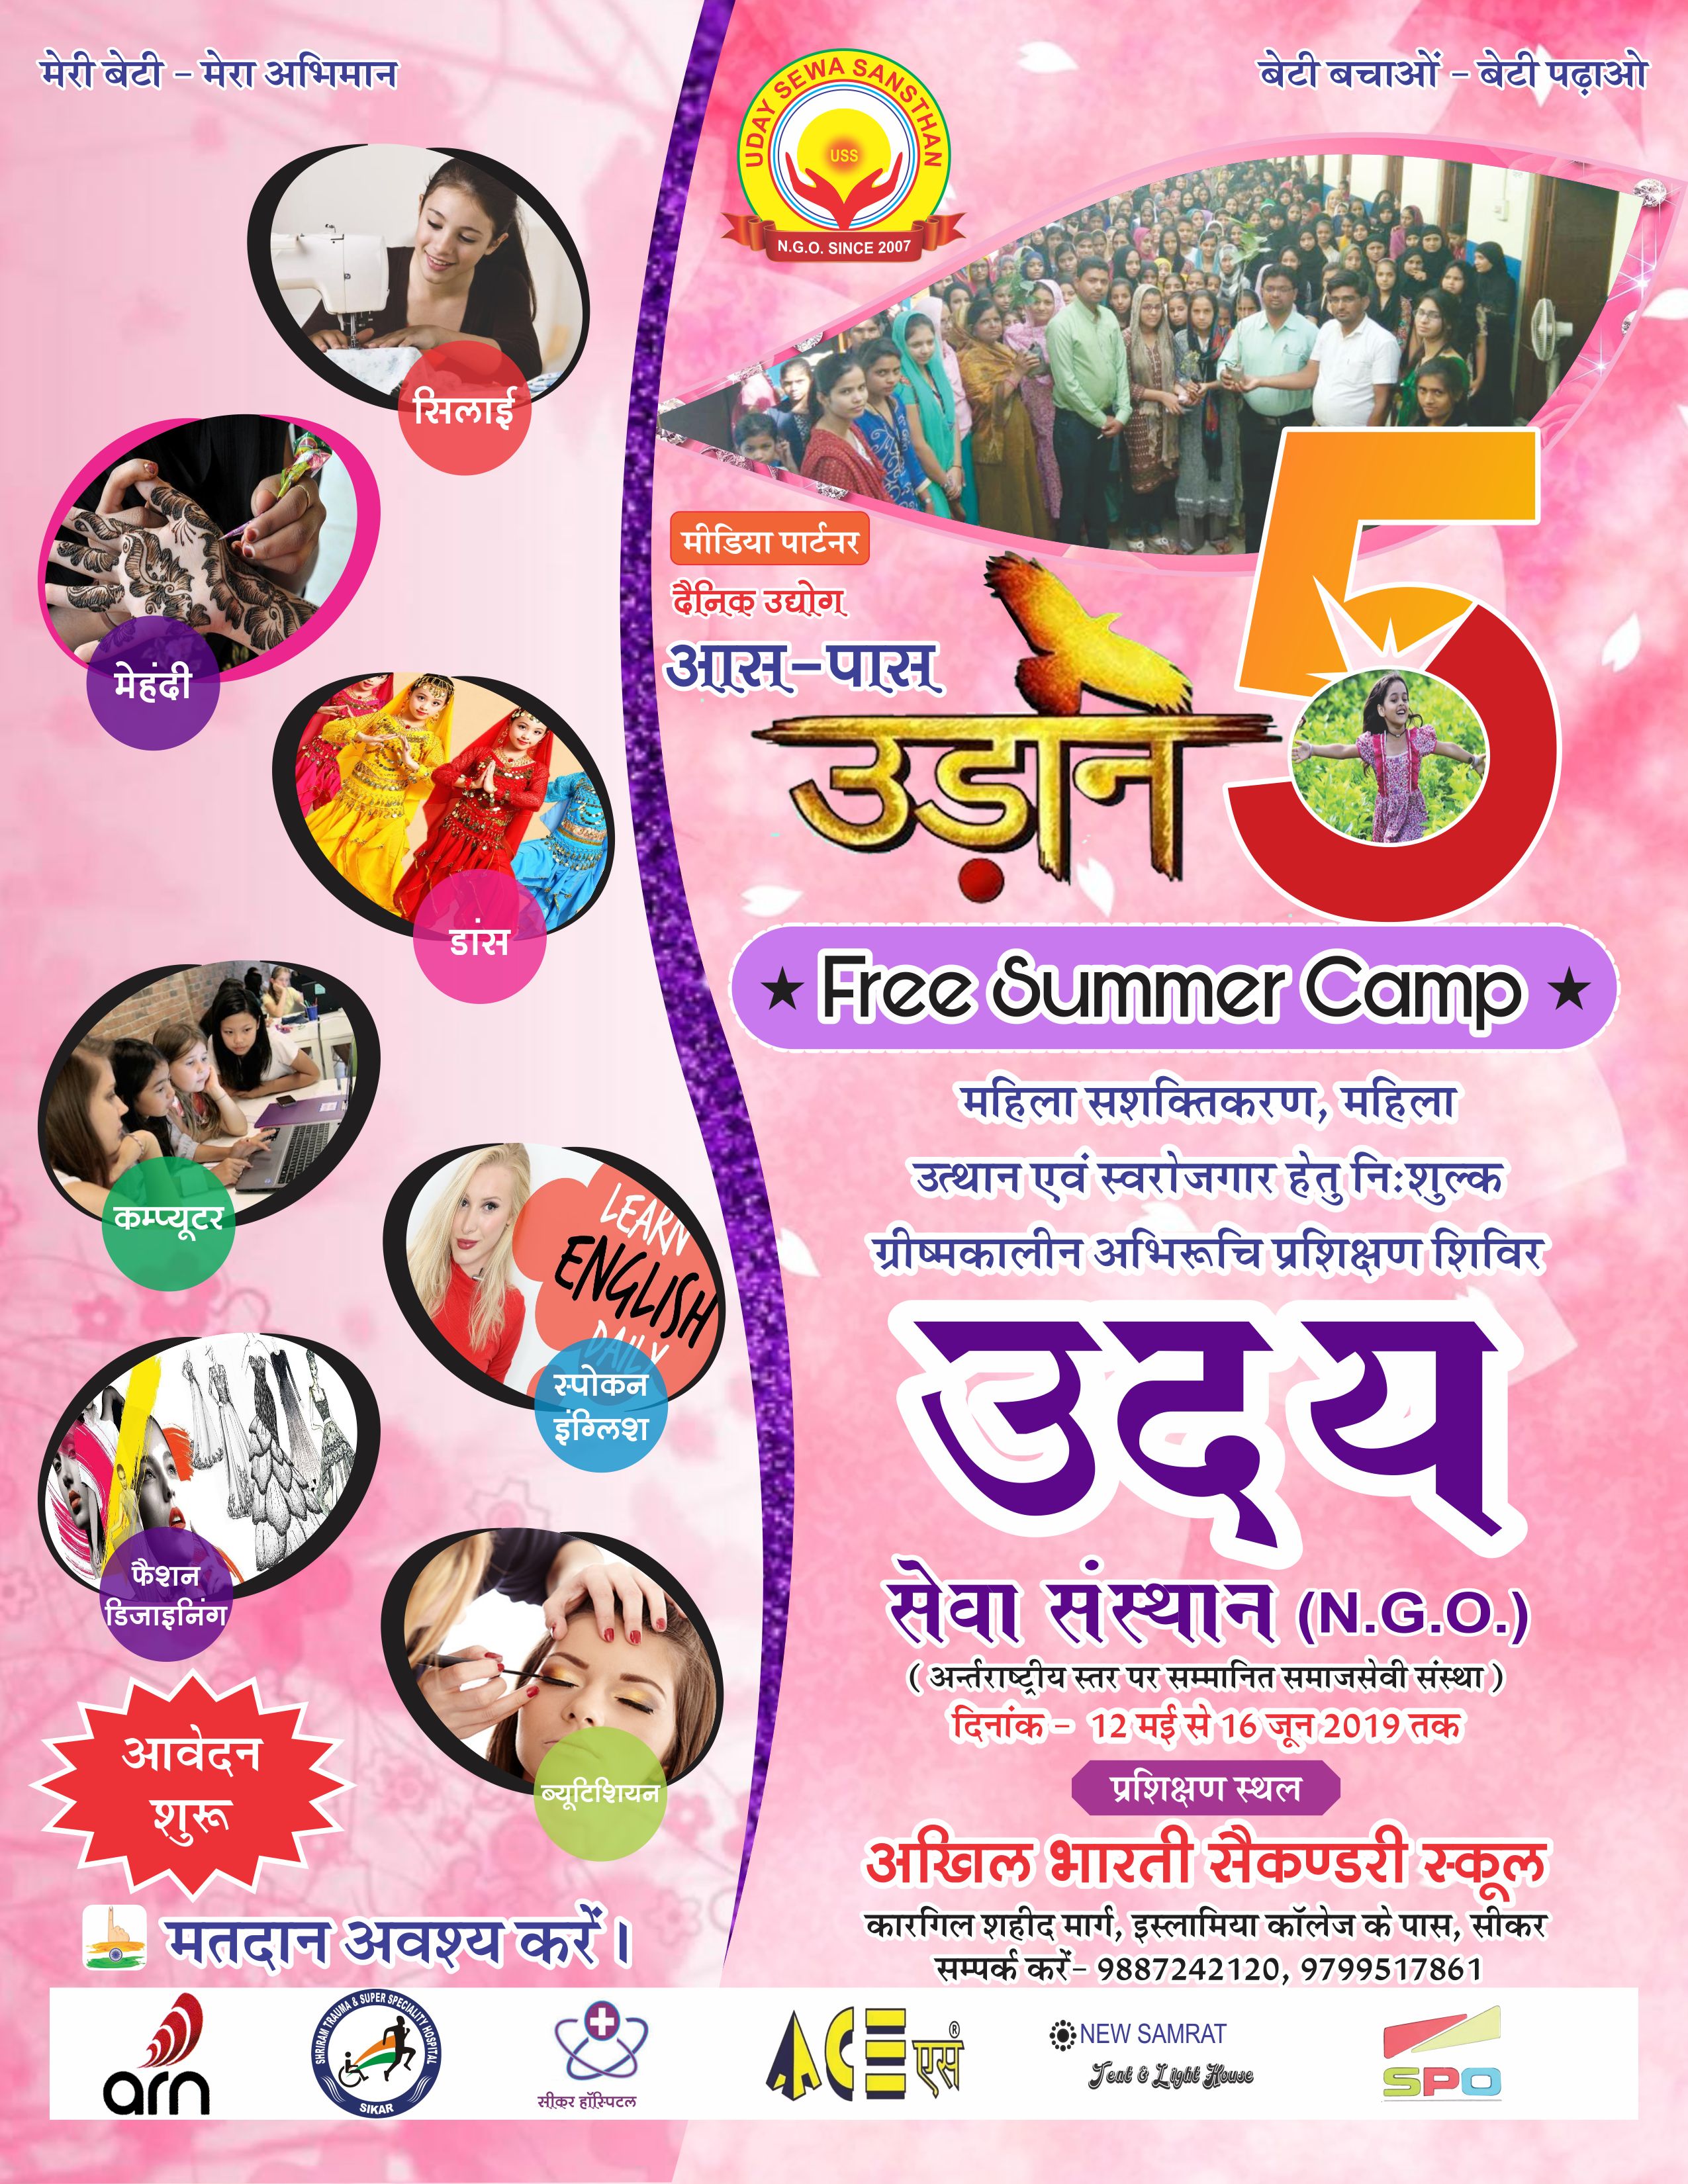 मेरी बेटी - मेरा अभिमान
बेटी बचाओं - बेटी पढ़ाओ
UDAY SEWA SANSTHAN
USS
N.G.O. SINCE 2007
सिलाई
मेहंदी
डांस
कम्प्यूटर
LEARN
ENGLISH
DAILY
स्पोकन
इंग्लिश
फैशन
डिजाइनिंग
ब्यूटिशियन
आवेदन
शुरू
मतदान अवश्य करें।
मीडिया पार्टनर
दैनिक उद्योग
आस-पास
उड़ान
5
Free Summer Camp
महिला सशक्तिकरण, महिला
उत्थान एवं स्वरोजगार हेतु निःशुल्क
ग्रीष्मकालीन अभिरूचि प्रशिक्षण शिविर
उदय
सेवा संस्थान (N.G.O.)
( अर्न्तराष्ट्रीय स्तर पर सम्मानित समाजसेवी संस्था )
दिनांक - 12 मई से 16 जून 2019 तक
प्रशिक्षण स्थल
अखिल भारती सैकण्डरी स्कूल
कारगिल शहीद मार्ग, इस्लामिया कॉलेज के पास, सीकर
सम्पर्क करें- 9887242120, 9799517861
arn
SHRIRAM TRAUMA & SUPER SPECIALITY HOSPITAL
SIKAR
सीकर हॉस्पिटल
ACE एस ®
NEW SAMRAT
Tent & Light House
SPO